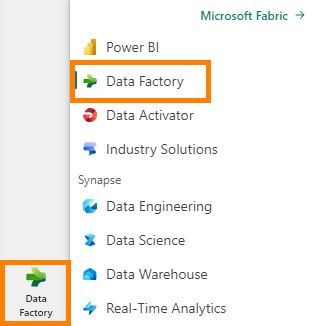 Microsoft Fabric →
Power BI
Data Factory
Data Activator
Industry Solutions
Synapse
Data Engineering
Data Science
Data Warehouse
Real-Time Analytics
Data
Factory